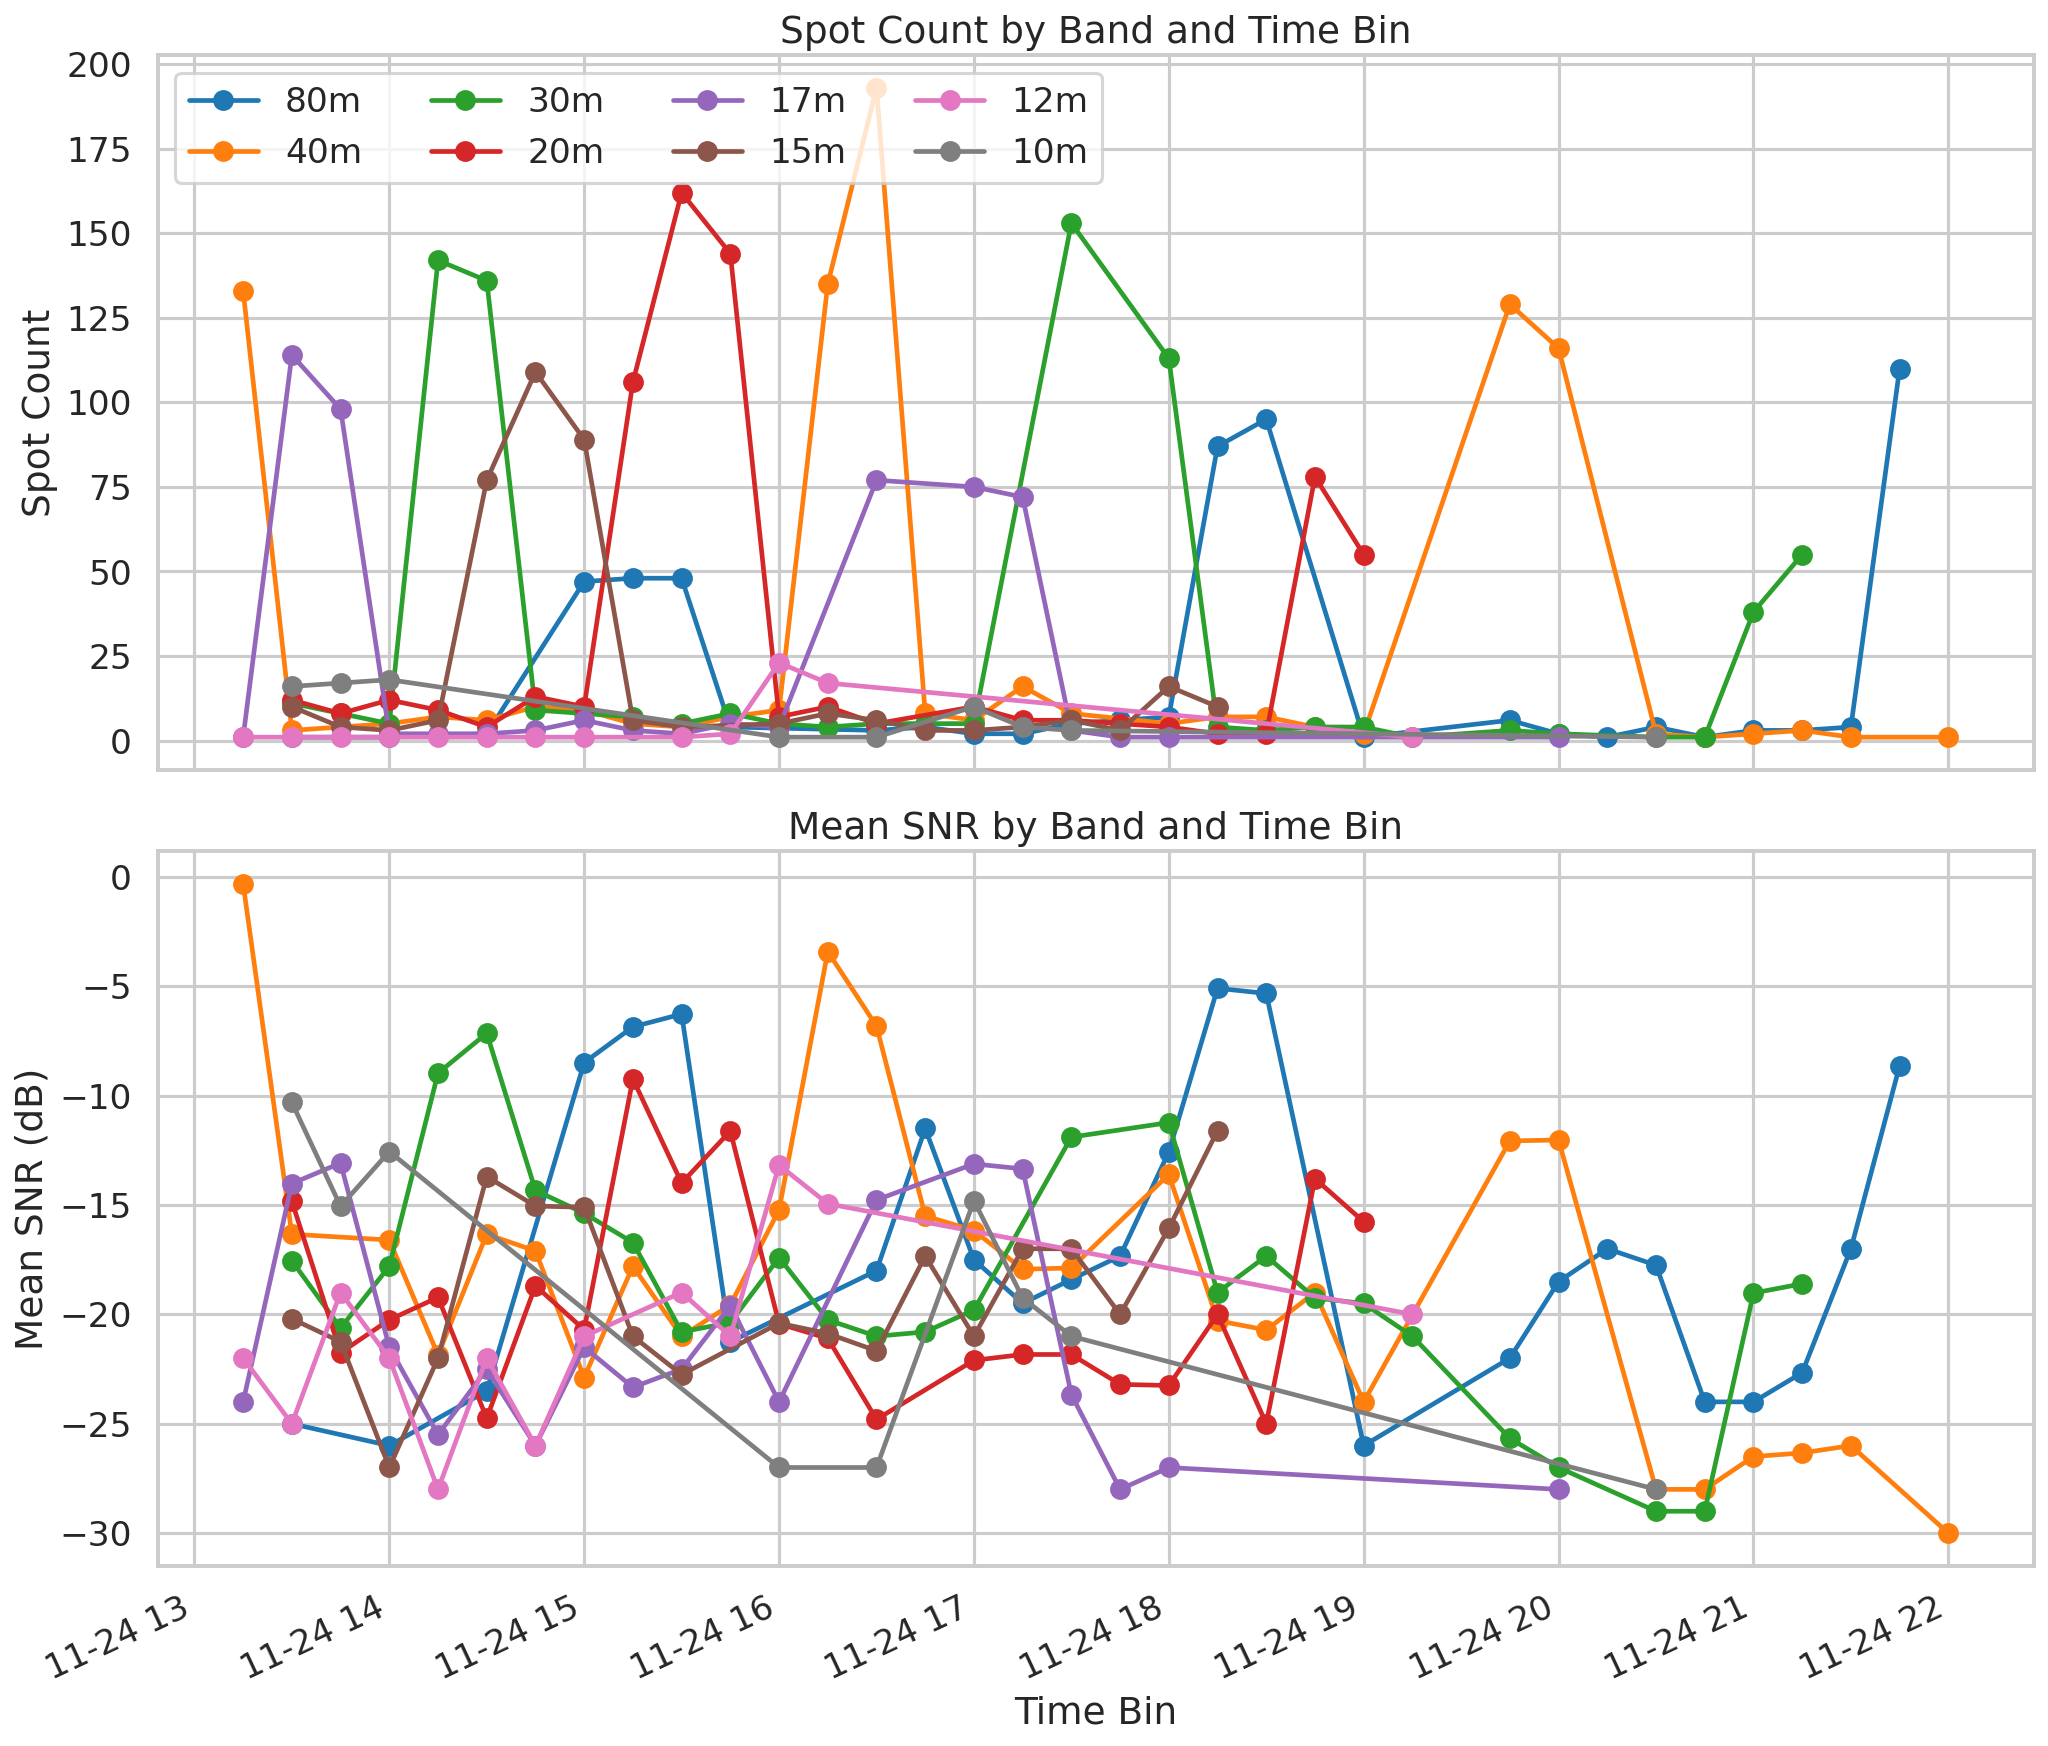 Spot Count by Band and Time Bin
200
175
150
125
100
75
50
25
0
Spot Count
80m 30m 17m 12m
40m 20m 15m 10m
Mean SNR by Band and Time Bin
0
−5
−10
−15
−20
−25
−30
Mean SNR (dB)
11-24 13 11-24 14 11-24 15 11-24 16 11-24 17 11-24 18 11-24 19 11-24 20 11-24 21 11-24 22
Time Bin